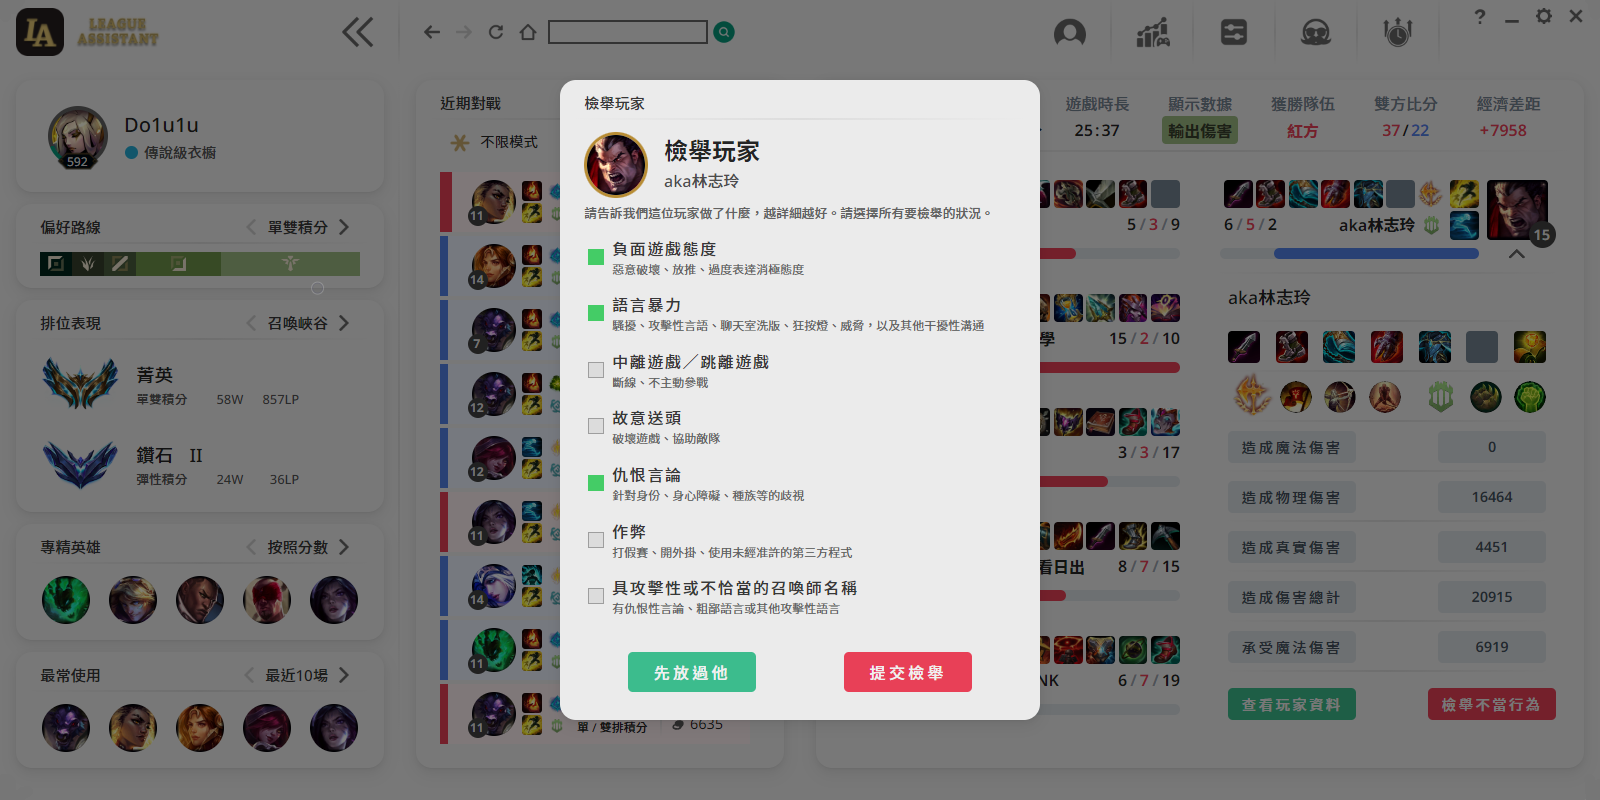 LA
LEAGUE
ASSISTANT
?
Do1u1u
傳說級衣櫥
592
偏好路線
單雙積分
排位表現
召喚峽谷
菁英
單雙積分 58W 857LP
鑽石 II
彈性積分 24W 36LP
專精英雄
按照分數
最常使用
最近10場
近期對戰
不限模式
11
14
7
12
12
11
14
11
11
單 / 雙排積分
6635
檢舉玩家
檢舉玩家
aka林志玲
請告訴我們這位玩家做了什麼，越詳細越好。請選擇所有要檢舉的狀況。
負面遊戲態度
惡意破壞、放推、過度表達消極態度
語言暴力
騷擾、攻擊性言語、聊天室洗版、狂按燈、威脅，以及其他干擾性溝通
中離遊戲／跳離遊戲
斷線、不主動參戰
故意送頭
破壞遊戲、協助敵隊
仇恨言論
針對身份、身心障礙、種族等的歧視
作弊
打假賽、開外掛、使用未經准許的第三方程式
具攻擊性或不恰當的召喚師名稱
有仇恨性言論、粗鄙語言或其他攻擊性語言
先放過他
提交檢舉
遊戲時長 顯示數據 獲勝隊伍 雙方比分 經濟差距
25:37 輸出傷害 紅方 37/22 +7958
5 / 3 / 9
學 15 / 2 / 10
3 / 3 / 17
看日出 8 / 7 / 15
NK 6 / 7 / 19
6 / 5 / 2 aka林志玲
15
aka林志玲
造成魔法傷害 0
造成物理傷害 16464
造成真實傷害 4451
造成傷害總計 20915
承受魔法傷害 6919
查看玩家資料
檢舉不當行為